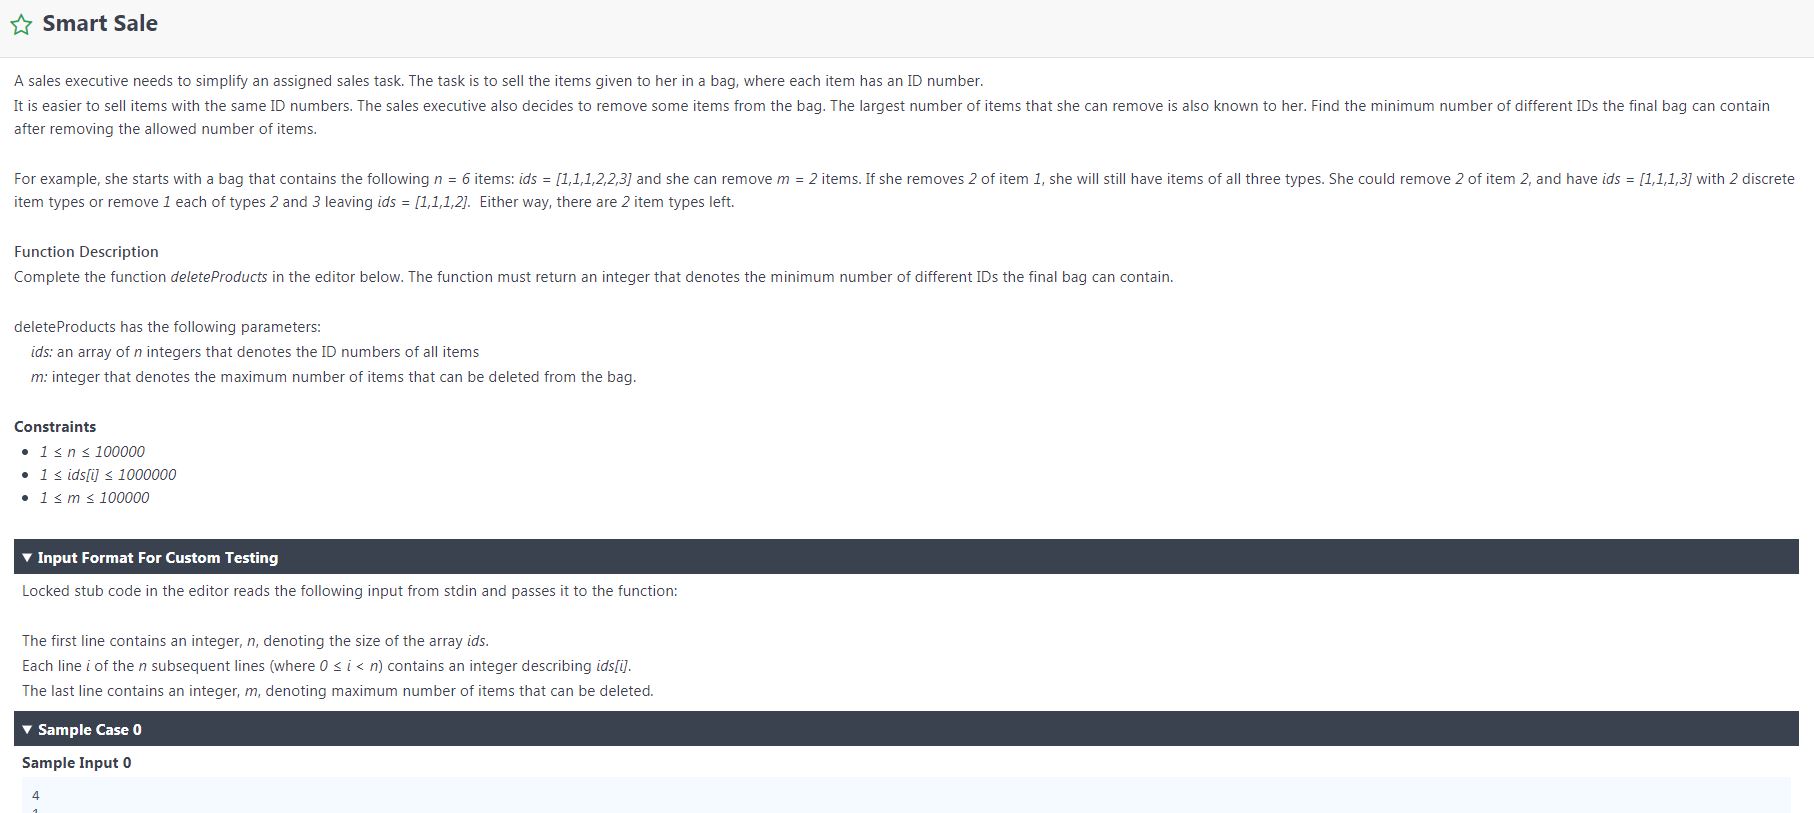 Smart Sale
A sales executive needs to simplify an assigned sales task. The task is to sell the items given to her in a bag, where each item has an ID number.
It is easier to sell items with the same ID numbers. The sales executive also decides to remove some items from the bag. The largest number of items that she can remove is also known to her. Find the minimum number of different IDs the final bag can contain
after removing the allowed number of items.
For example, she starts with a bag that contains the following n = 6 items: ids = [1,1,1,2,2,3] and she can remove m = 2 items. If she removes 2 of item 1, she will still have items of all three types. She could remove 2 of item 2, and have ids = [1,1,1,3] with 2 discrete
item types or remove 1 each of types 2 and 3 leaving ids = [1,1,1,2]. Either way, there are 2 item types left.
Function Description
Complete the function deleteProducts in the editor below. The function must return an integer that denotes the minimum number of different IDs the final bag can contain.
deleteProducts has the following parameters:
ids: an array of n integers that denotes the ID numbers of all items
m: integer that denotes the maximum number of items that can be deleted from the bag.
Constraints
• 1 ≤ n ≤ 100000
• 1 ≤ ids[i] ≤ 1000000
• 1 ≤ m ≤ 100000
▼ Input Format For Custom Testing
Locked stub code in the editor reads the following input from stdin and passes it to the function:
The first line contains an integer, n, denoting the size of the array ids.
Each line i of the n subsequent lines (where 0 ≤ i < n) contains an integer describing ids[i].
The last line contains an integer, m, denoting maximum number of items that can be deleted.
▼ Sample Case 0
Sample Input 0
4